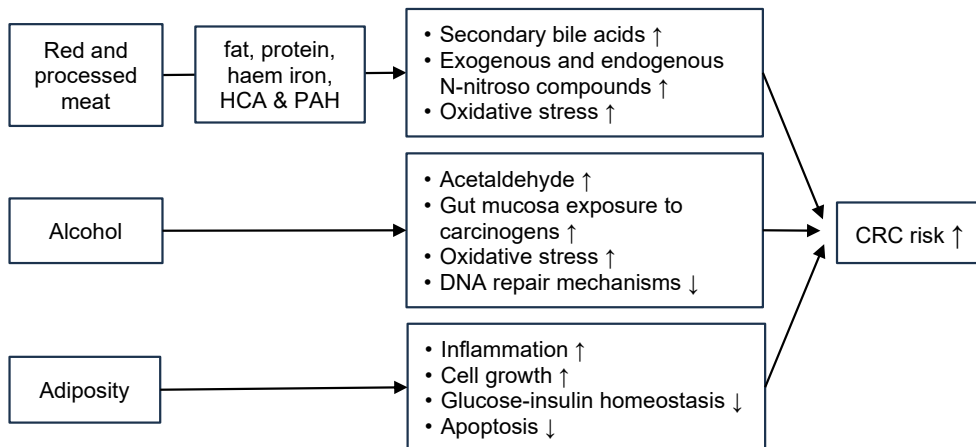 Red and
processed
meat
fat, protein,
haem iron,
HCA & PAH
• Secondary bile acids ↑
• Exogenous and endogenous
N-nitroso compounds ↑
• Oxidative stress ↑
Alcohol
• Acetaldehyde ↑
• Gut mucosa exposure to
carcinogens ↑
• Oxidative stress ↑
• DNA repair mechanisms ↓
CRC risk ↑
Adiposity
• Inflammation ↑
• Cell growth ↑
• Glucose-insulin homeostasis ↓
• Apoptosis ↓